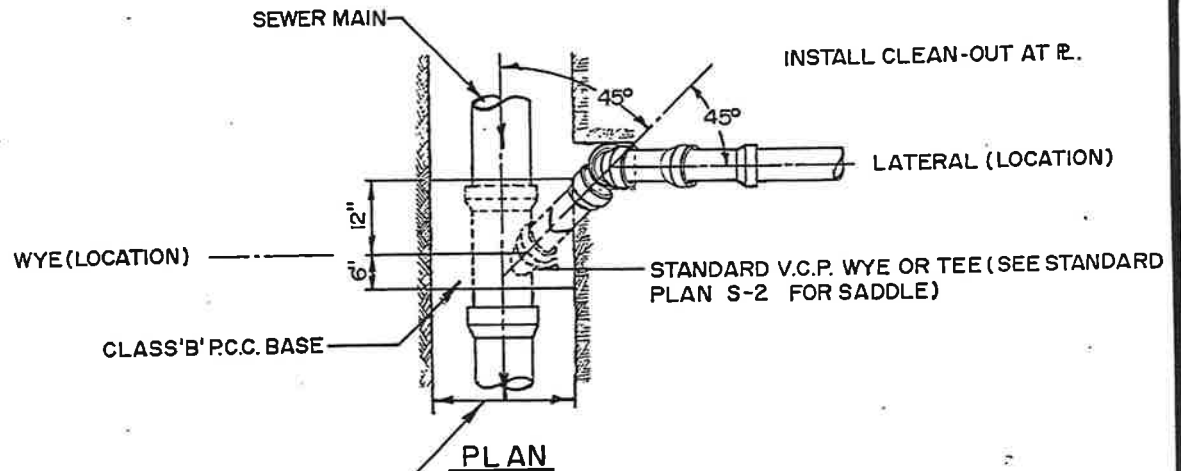 SEWER MAIN
INSTALL CLEAN-OUT AT ⅊.
45°
45°
LATERAL (LOCATION)
12"
WYE (LOCATION)
6"
STANDARD V.C.P. WYE OR TEE (SEE STANDARD
PLAN S-2 FOR SADDLE)
CLASS 'B' P.C.C. BASE
PLAN